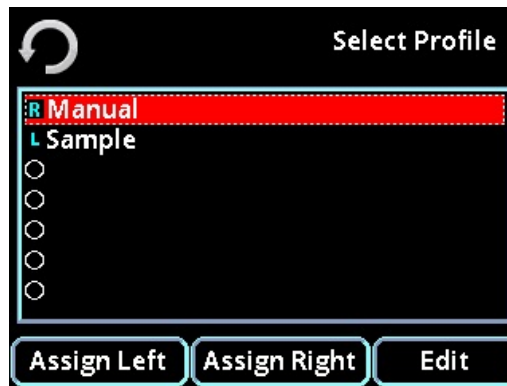 Select Profile
R Manual
L Sample
Assign Left Assign Right Edit